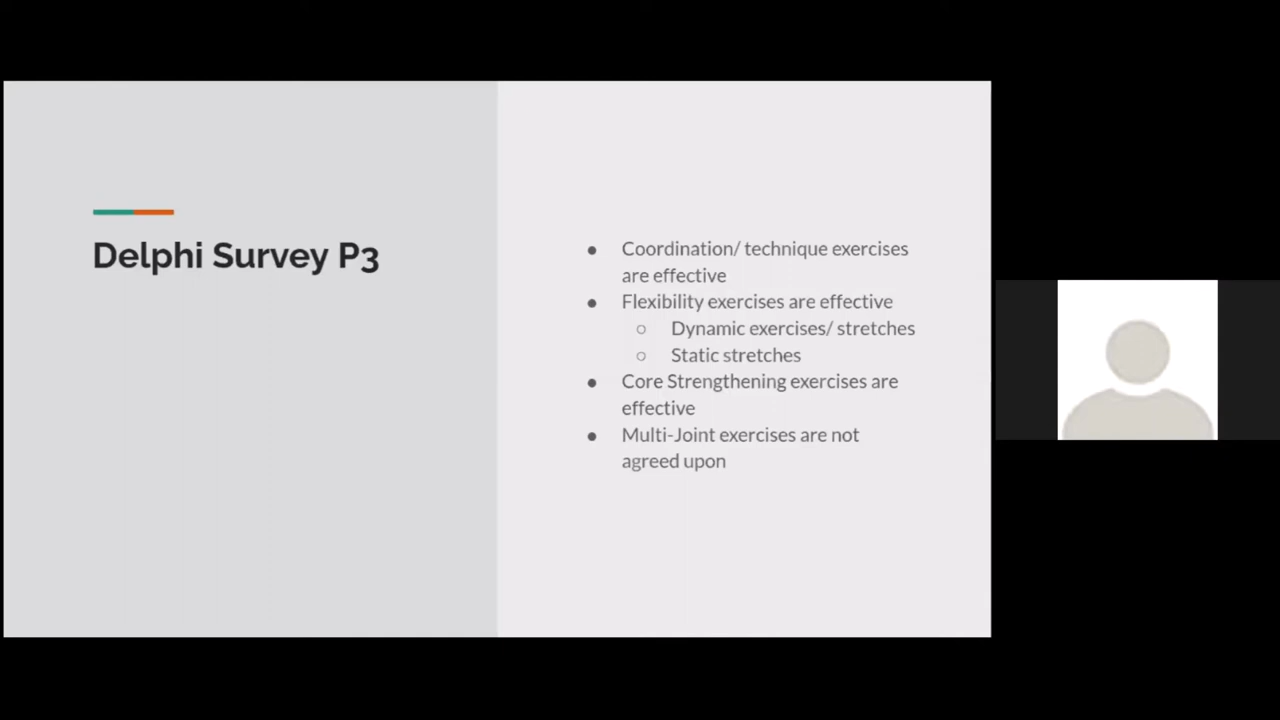 Delphi Survey P3
● Coordination/ technique exercises
are effective
● Flexibility exercises are effective
○ Dynamic exercises/ stretches
○ Static stretches
● Core Strengthening exercises are
effective
● Multi-Joint exercises are not
agreed upon